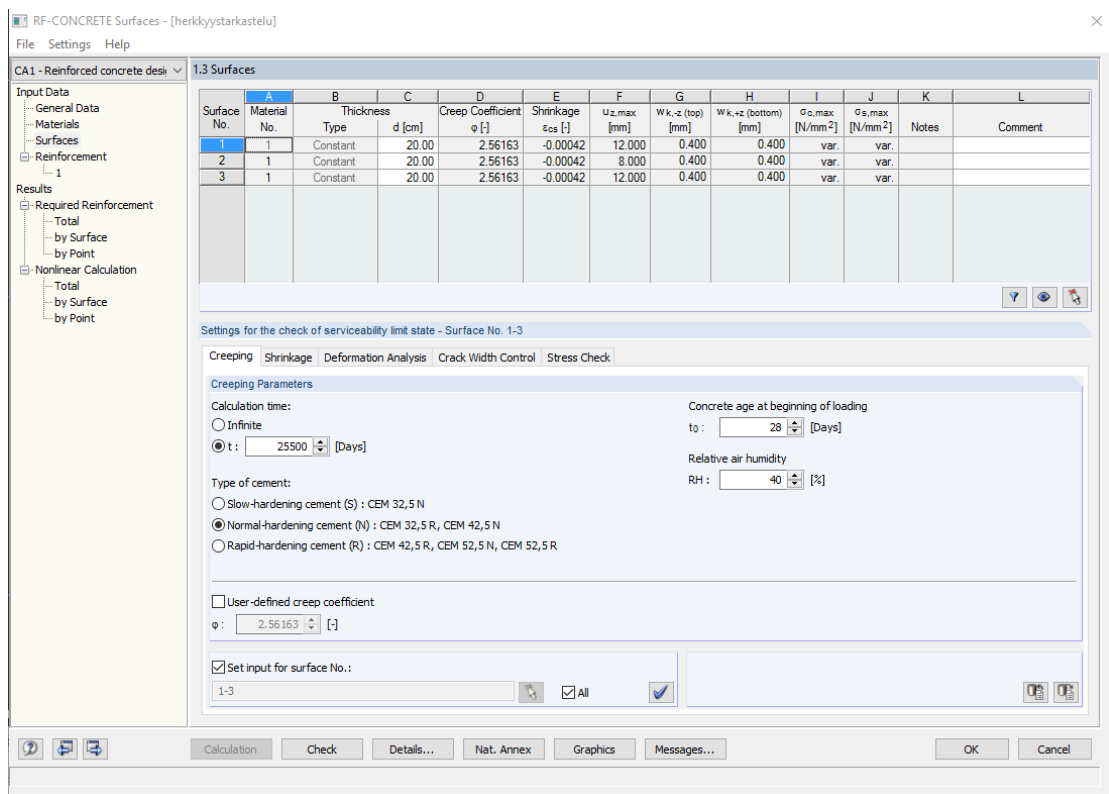 RF-CONCRETE Surfaces - [herkkyystarkastelu]
File Settings Help
CA1 - Reinforced concrete desi
Input Data
General Data
Materials
Surfaces
Reinforcement
1
Results
Required Reinforcement
Total
by Surface
by Point
Nonlinear Calculation
Total
by Surface
by Point
1.3 Surfaces
A B C D E F G H I J K L
Surface Material Thickness Creep Coefficient Shrinkage uz,max wk,-z (top) wk,+z (bottom) σc,max σs,max
No. No. Type d [cm] φ [-] εcs [-] [mm] [mm] [mm] [N/mm2] [N/mm2] Notes Comment
1 1 Constant 20.00 2.56163 -0.00042 12.000 0.400 0.400 var. var.
2 1 Constant 20.00 2.56163 -0.00042 8.000 0.400 0.400 var. var.
3 1 Constant 20.00 2.56163 -0.00042 12.000 0.400 0.400 var. var.
Settings for the check of serviceability limit state - Surface No. 1-3
Creeping Shrinkage Deformation Analysis Crack Width Control Stress Check
Creeping Parameters
Calculation time:
Infinite
t : 25500 [Days]
Type of cement:
Slow-hardening cement (S) : CEM 32,5 N
Normal-hardening cement (N) : CEM 32,5 R, CEM 42,5 N
Rapid-hardening cement (R) : CEM 42,5 R, CEM 52,5 N, CEM 52,5 R
Concrete age at beginning of loading
t0 : 28 [Days]
Relative air humidity
RH : 40 [%]
User-defined creep coefficient
φ : 2.56163 [-]
Set input for surface No.:
1-3 All
Calculation Check Details... Nat. Annex Graphics Messages... OK Cancel